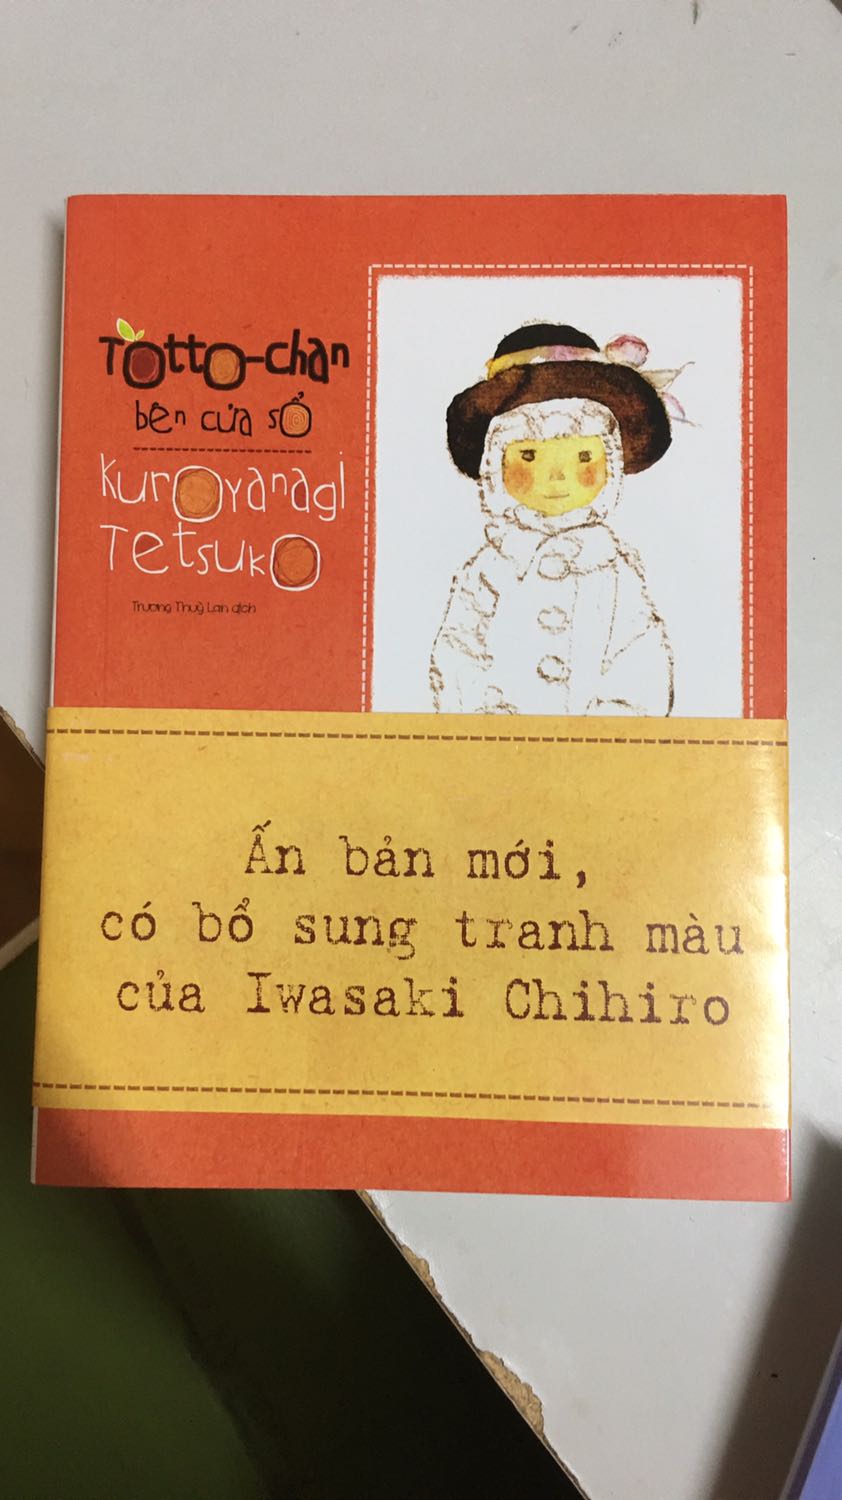 Totto-chan
bên cửa sổ
Kuroyanagi
Tetsuko
Trương Thuỳ Lan dịch
Ấn bản mới,
có bổ sung tranh màu
của Iwasaki Chihiro